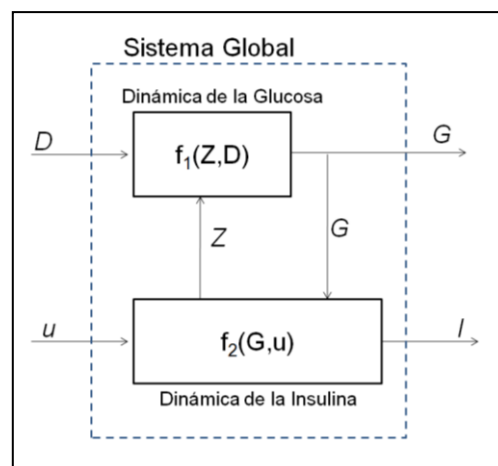 Sistema Global
Dinámica de la Glucosa
D
f₁(Z,D)
G
Z
G
u
f₂(G,u)
I
Dinámica de la Insulina